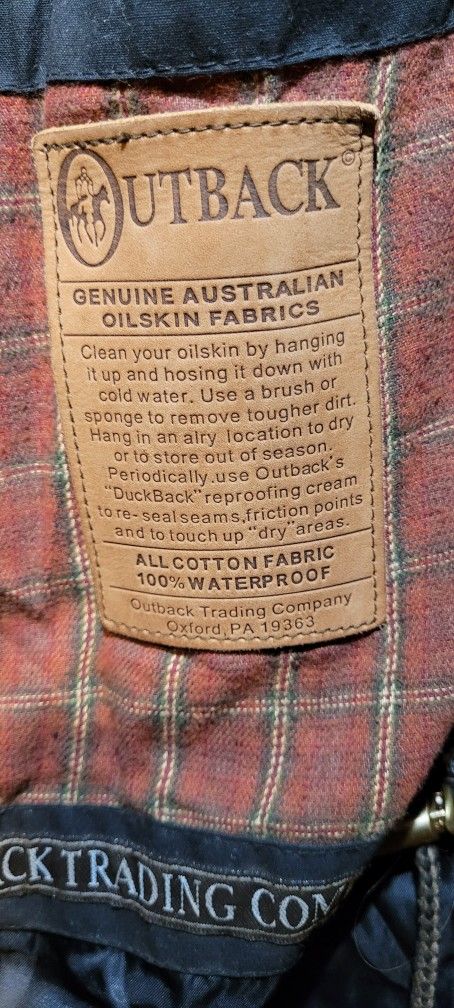 OUTBACK©
GENUINE AUSTRALIAN
OILSKIN FABRICS
Clean your oilskin by hanging
it up and hosing it down with
cold water. Use a brush or
sponge to remove tougher dirt.
Hang in an airy location to dry
or to store out of season.
Periodically.use Outback's
"DuckBack" reproofing cream
to re-seal seams,friction points
and to touch up "dry" areas.
ALL COTTON FABRIC
100% WATERPROOF
Outback Trading Company
Oxford, PA 19363
CK TRADING COM